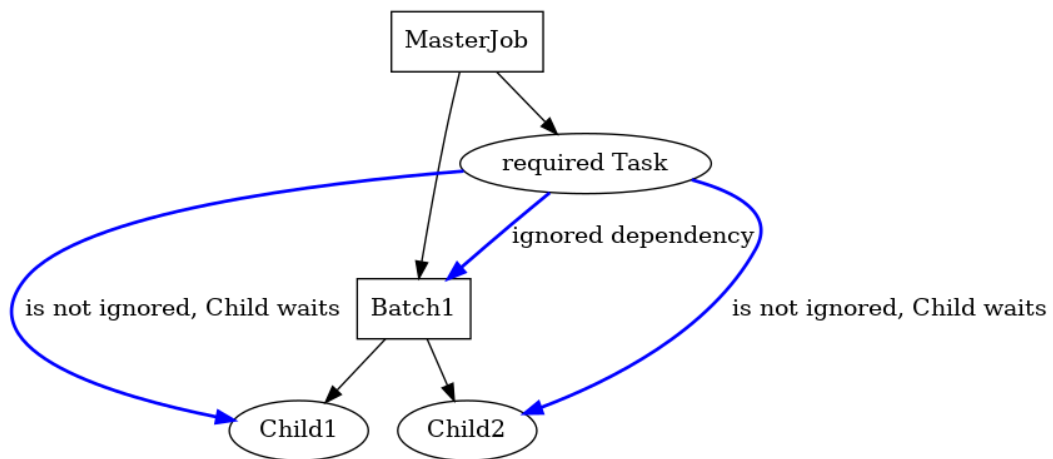 MasterJob
required Task
ignored dependency
is not ignored, Child waits
Batch1
is not ignored, Child waits
Child1
Child2